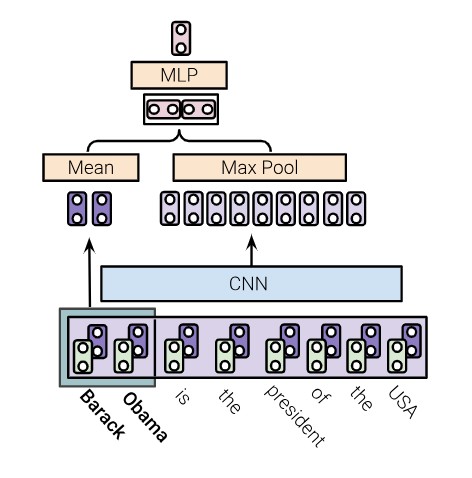 MLP
Mean
Max Pool
CNN
Barack
Obama
is
the
president
of
the
USA